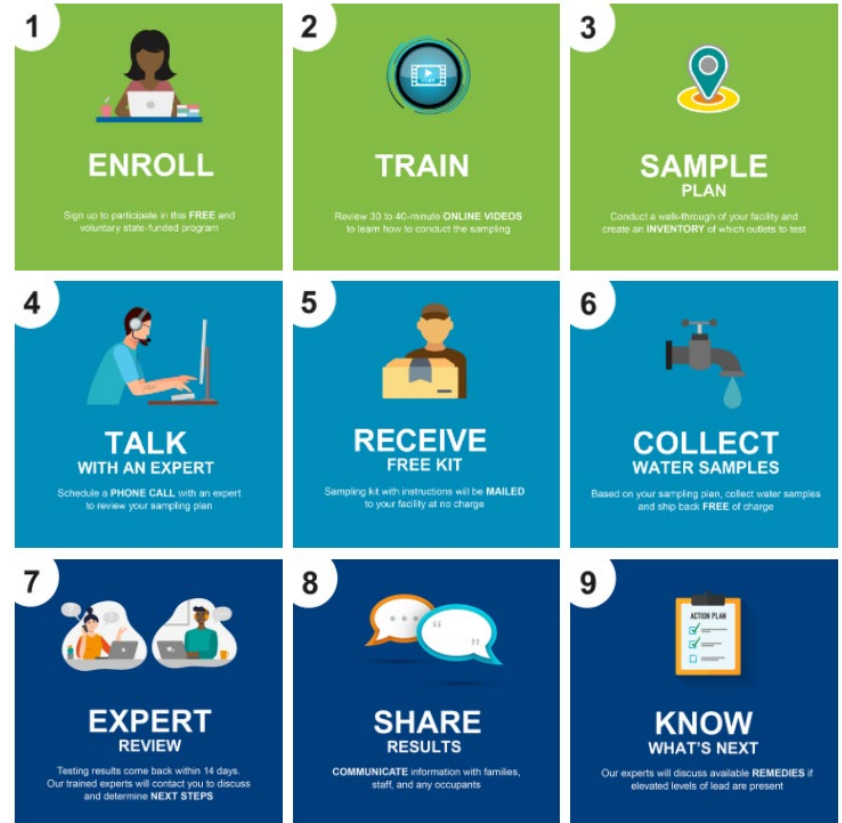 1
ENROLL
Sign up to participate in this FREE and
voluntary state-funded program
2
PLAY
TRAIN
Review 30 to 40-minute ONLINE VIDEOS
to learn how to conduct the sampling
3
SAMPLE
PLAN
Conduct a walk-through of your facility and
create an INVENTORY of which outlets to test
4
TALK
WITH AN EXPERT
Schedule a PHONE CALL with an expert
to review your sampling plan
5
RECEIVE
FREE KIT
Sampling kit with instructions will be MAILED
to your facility at no charge
6
COLLECT
WATER SAMPLES
Based on your sampling plan, collect water samples
and ship back FREE of charge
7
EXPERT
REVIEW
Testing results come back within 14 days.
Our trained experts will contact you to discuss
and determine NEXT STEPS
8
SHARE
RESULTS
COMMUNICATE information with families,
staff, and any occupants
9
ACTION PLAN
KNOW
WHAT'S NEXT
Our experts will discuss available REMEDIES if
elevated levels of lead are present